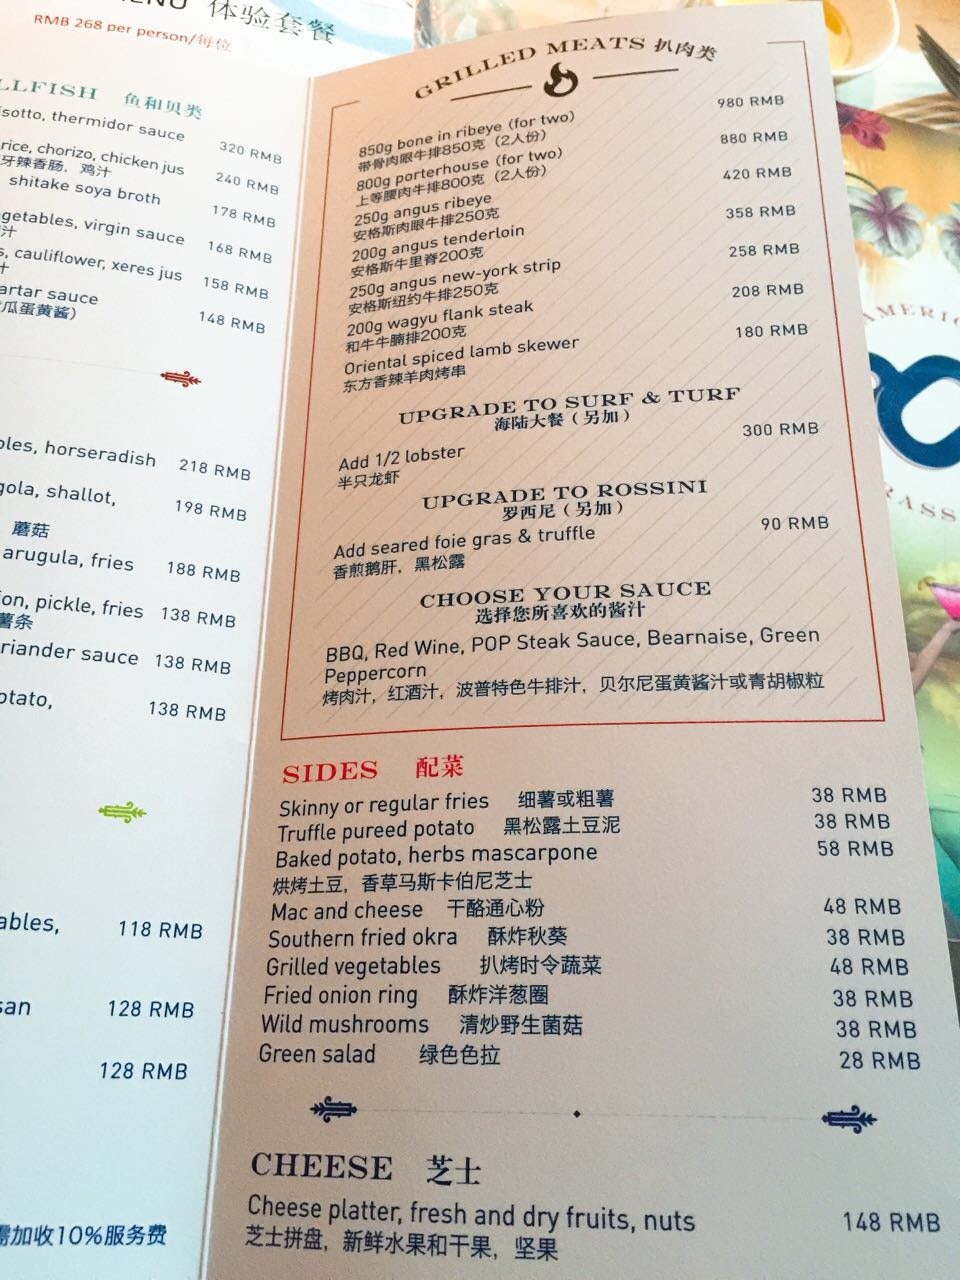 体验套餐
RMB 268 per person/每位
鱼和贝类
thermidor sauce 320 RMB
rice, chorizo, chicken jus 240 RMB
牙辣香肠，鸡汁
shitake soya broth 178 RMB
virgin sauce 168 RMB
汁
cauliflower, xeres jus 158 RMB
汁
sauce 148 RMB
瓜蛋黄酱）
horseradish 218 RMB
shallot, 198 RMB
蘑菇
arugula, fries 188 RMB
pickle, fries 138 RMB
薯条
sauce 138 RMB
138 RMB
118 RMB
128 RMB
128 RMB
需加收10%服务费
GRILLED MEATS 扒肉类
850g bone in ribeye (for two) 980 RMB
带骨肉眼牛排850克（2人份）
800g porterhouse (for two) 880 RMB
上等腰肉牛排800克（2人份）
250g angus ribeye 420 RMB
安格斯肉眼牛排250克
200g angus tenderloin 358 RMB
安格斯牛里脊200克
250g angus new-york strip 258 RMB
安格斯纽约牛排250克
200g wagyu flank steak 208 RMB
和牛牛腩排200克
Oriental spiced lamb skewer 180 RMB
东方香辣羊肉烤串
UPGRADE TO SURF & TURF
海陆大餐（另加）
Add 1/2 lobster 300 RMB
半只龙虾
UPGRADE TO ROSSINI
罗西尼（另加）
Add seared foie gras & truffle 90 RMB
香煎鹅肝，黑松露
CHOOSE YOUR SAUCE
选择您所喜欢的酱汁
BBQ, Red Wine, POP Steak Sauce, Bearnaise, Green
Peppercorn
烤肉汁，红酒汁，波普特色牛排汁，贝尔尼蛋黄酱汁或青胡椒粒
SIDES 配菜
Skinny or regular fries 细薯或粗薯 38 RMB
Truffle pureed potato 黑松露土豆泥 38 RMB
Baked potato, herbs mascarpone 58 RMB
烘烤土豆，香草马斯卡伯尼芝士
Mac and cheese 干酪通心粉 48 RMB
Southern fried okra 酥炸秋葵 38 RMB
Grilled vegetables 扒烤时令蔬菜 48 RMB
Fried onion ring 酥炸洋葱圈 38 RMB
Wild mushrooms 清炒野生菌菇 38 RMB
Green salad 绿色色拉 28 RMB
CHEESE 芝士
Cheese platter, fresh and dry fruits, nuts 148 RMB
芝士拼盘，新鲜水果和干果，坚果